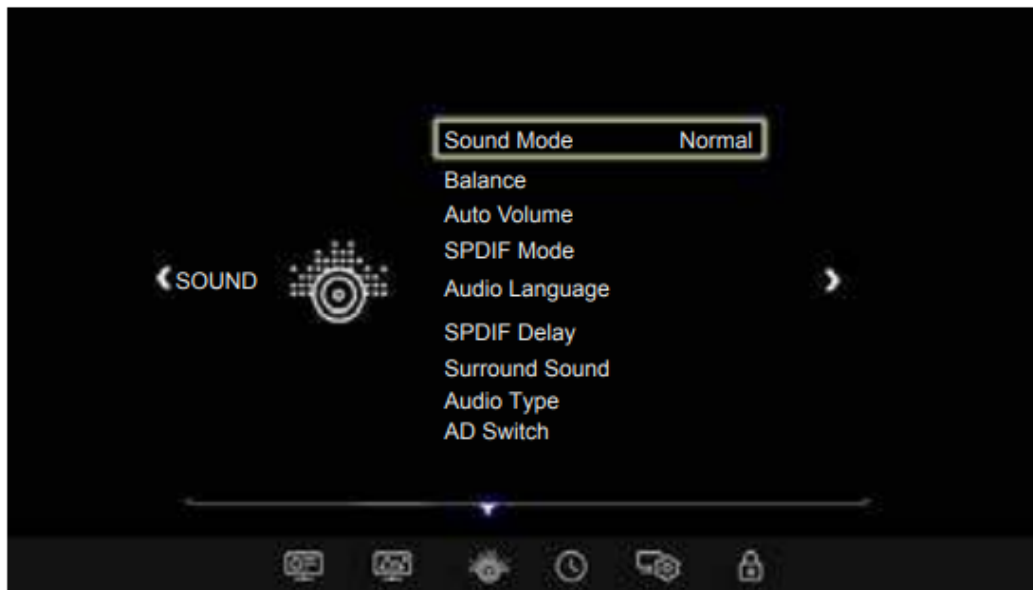 Sound Mode Normal
Balance
Auto Volume
SPDIF Mode
SOUND
Audio Language
SPDIF Delay
Surround Sound
Audio Type
AD Switch